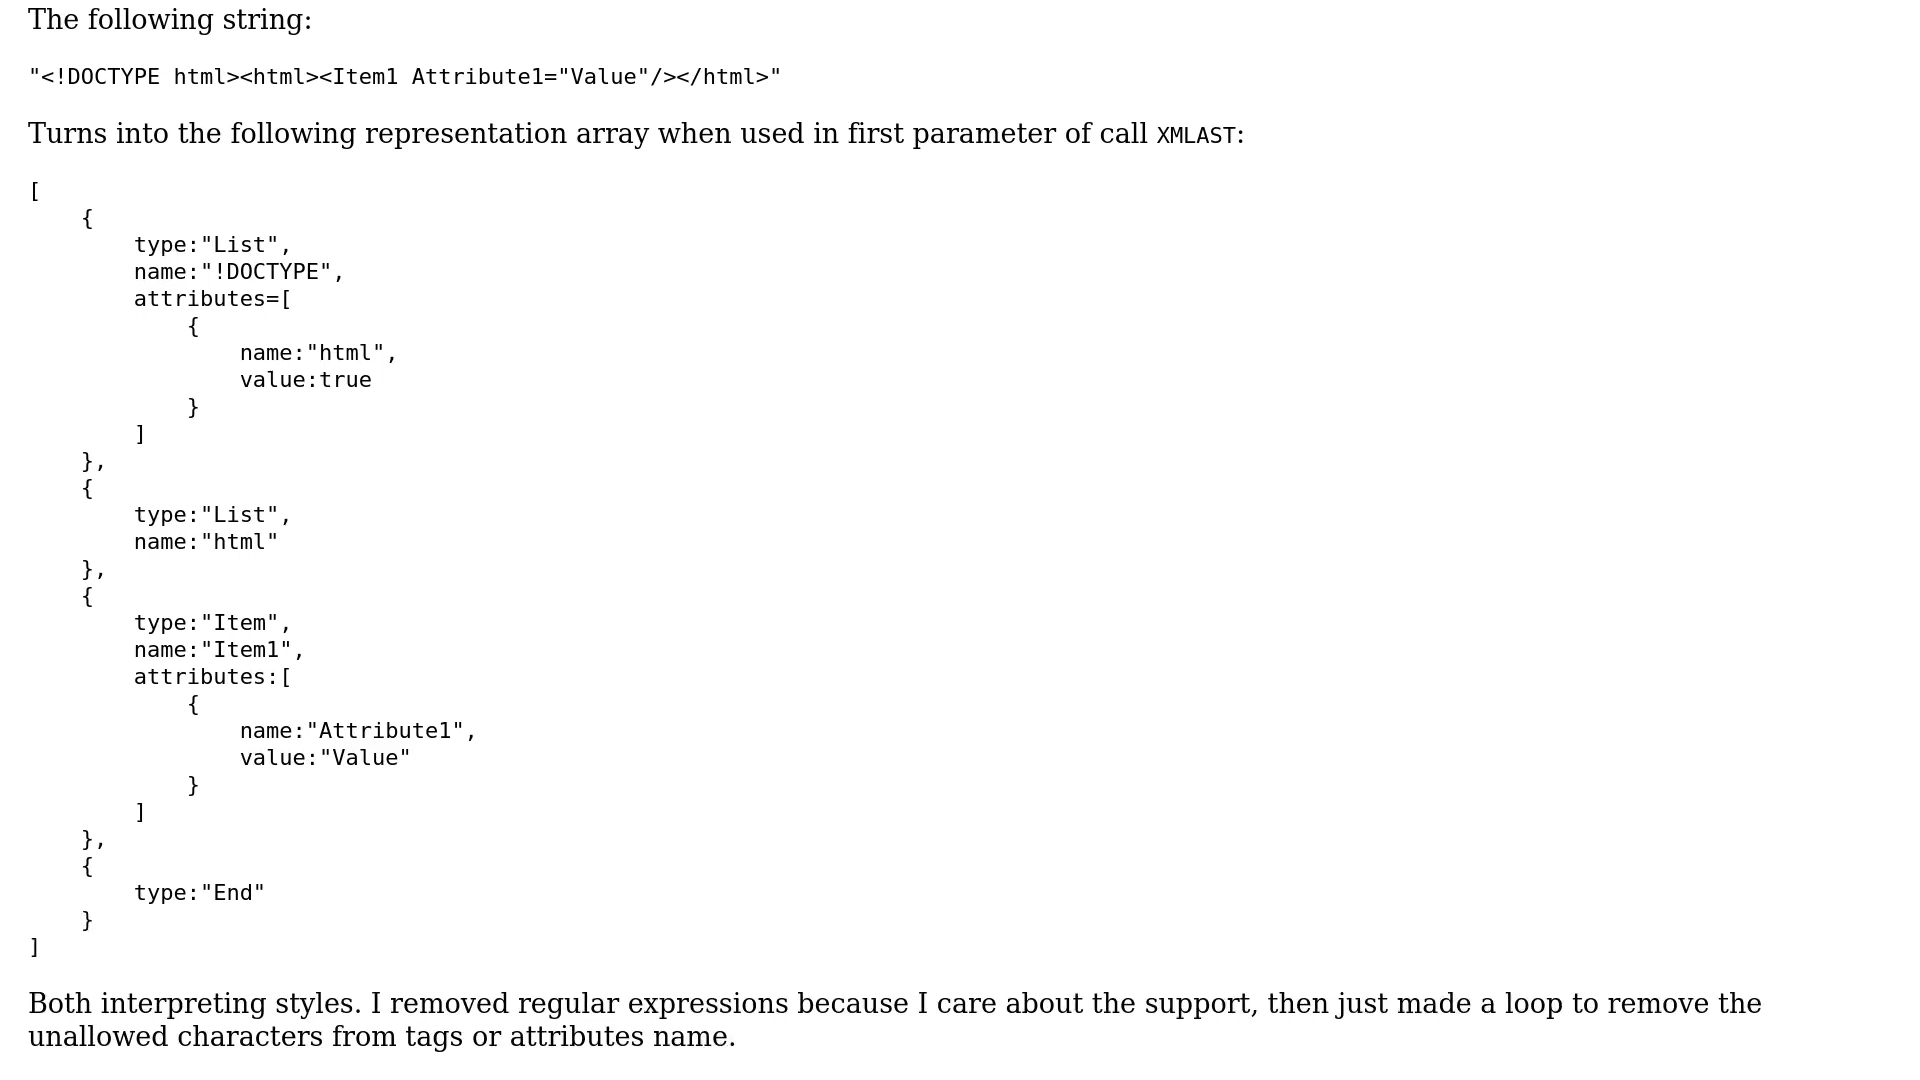 The following string:
"<!DOCTYPE html><html><Item1 Attribute1="Value"/></html>"
Turns into the following representation array when used in first parameter of call XMLAST:
[
    {
        type:"List",
        name:"!DOCTYPE",
        attributes=[
            {
                name:"html",
                value:true
            }
        ]
    },
    {
        type:"List",
        name:"html"
    },
    {
        type:"Item",
        name:"Item1",
        attributes:[
            {
                name:"Attribute1",
                value:"Value"
            }
        ]
    },
    {
        type:"End"
    }
]
Both interpreting styles. I removed regular expressions because I care about the support, then just made a loop to remove the
unallowed characters from tags or attributes name.